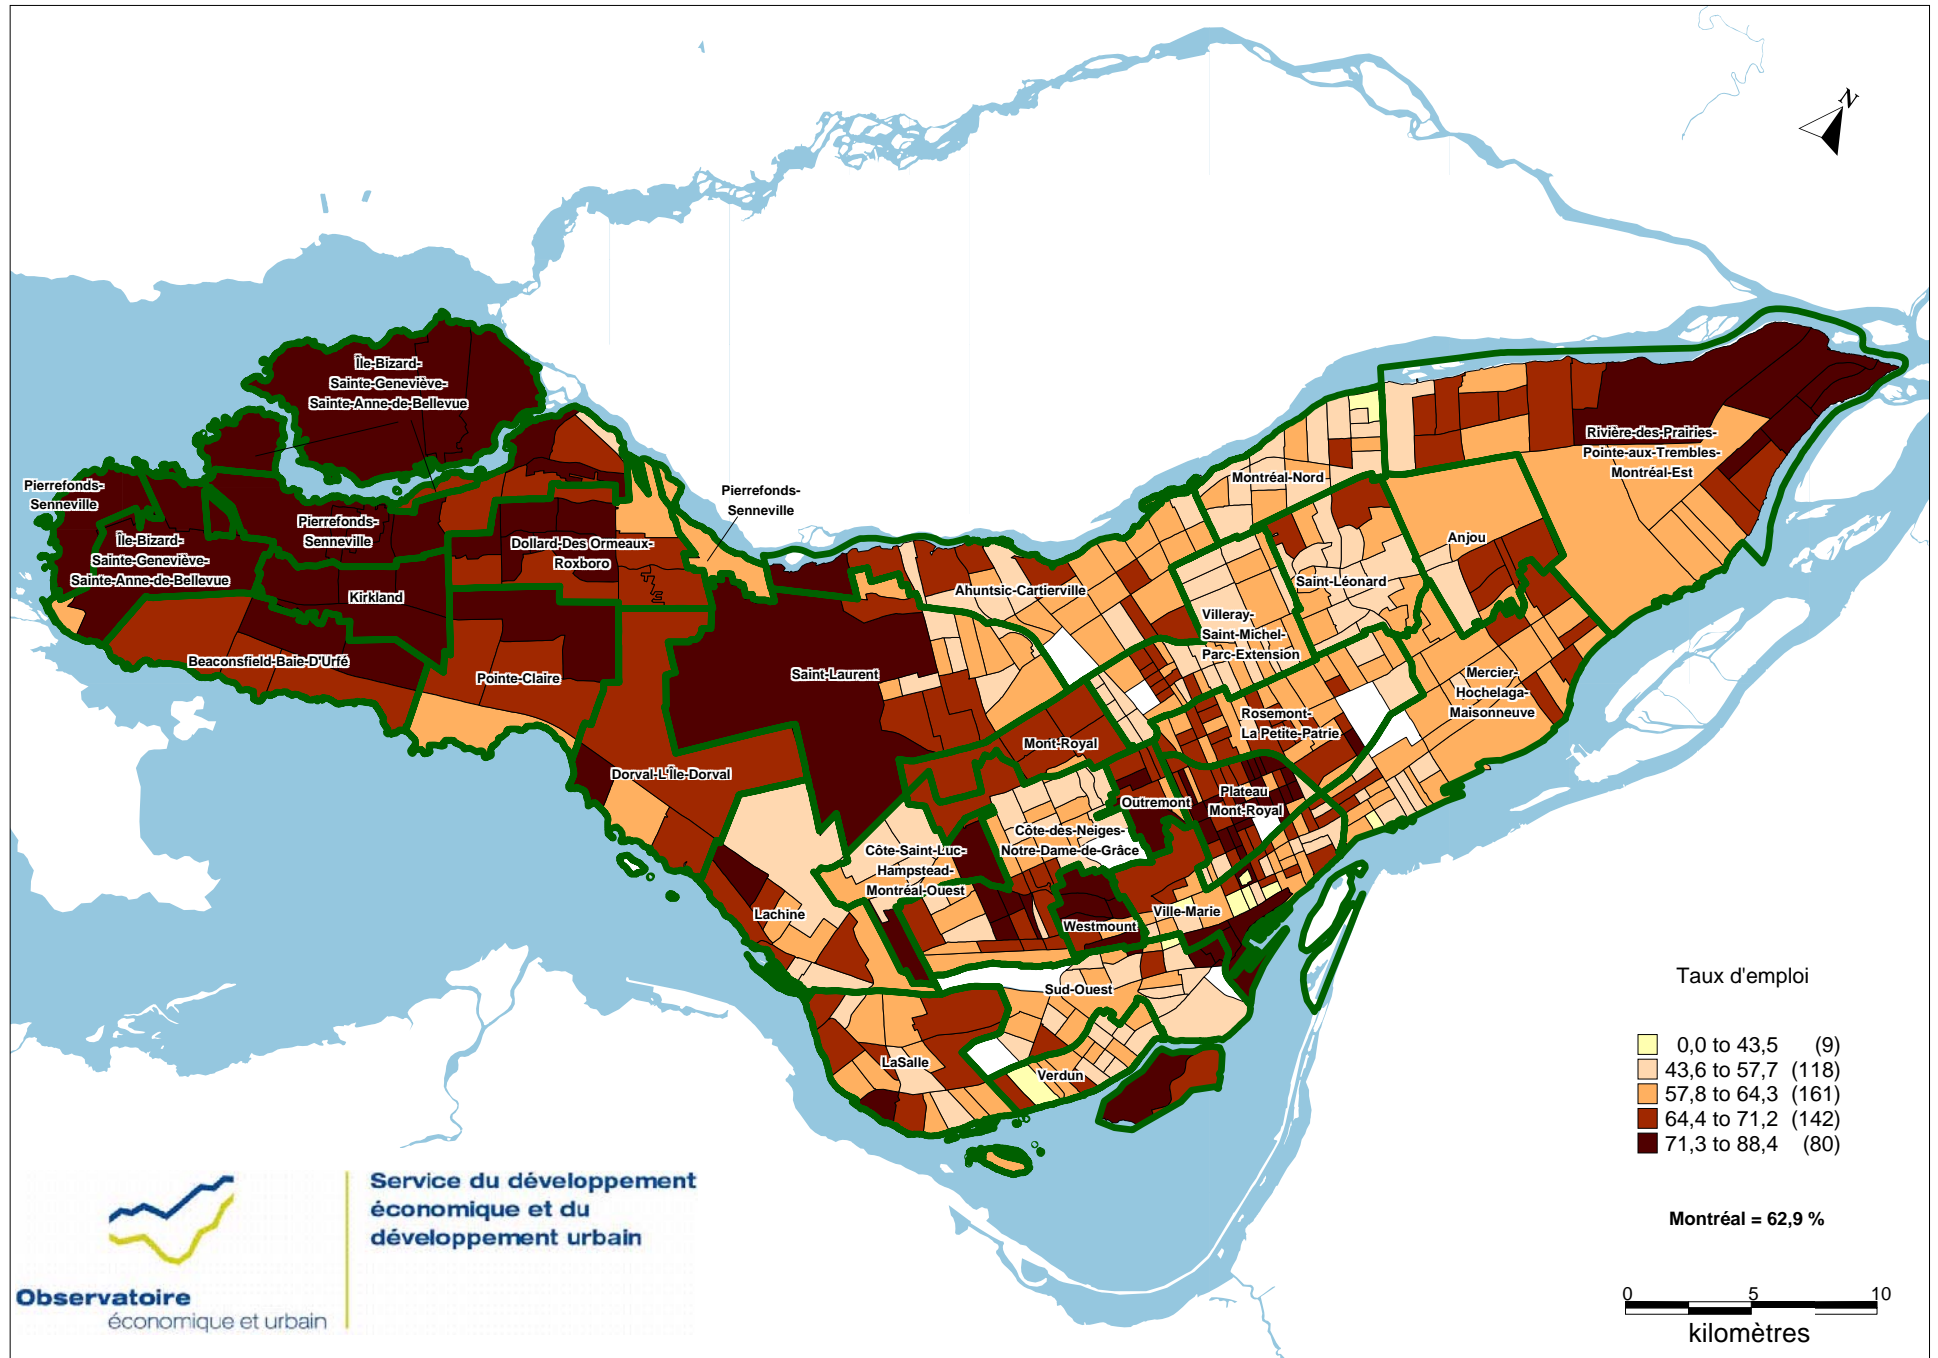 N
Île-Bizard-
Sainte-Geneviève-
Sainte-Anne-de-Bellevue
Pierrefonds-
Senneville
Île-Bizard-
Sainte-Geneviève-
Sainte-Anne-de-Bellevue
Pierrefonds-
Senneville
Kirkland
Beaconsfield-Baie-D'Urfé
Dollard-Des Ormeaux-
Roxboro
Pierrefonds-
Senneville
Pointe-Claire
Dorval-L'Île-Dorval
Saint-Laurent
Ahuntsic-Cartierville
Montréal-Nord
Rivière-des-Prairies-
Pointe-aux-Trembles-
Montréal-Est
Anjou
Saint-Léonard
Villeray-
Saint-Michel-
Parc-Extension
Mercier-
Hochelaga-
Maisonneuve
Rosemont-
La Petite-Patrie
Mont-Royal
Outremont
Plateau
Mont-Royal
Côte-des-Neiges-
Notre-Dame-de-Grâce
Côte-Saint-Luc-
Hampstead-
Montréal-Ouest
Lachine
Westmount
Ville-Marie
Sud-Ouest
LaSalle
Verdun
Taux d'emploi
0,0 to 43,5 (9)
43,6 to 57,7 (118)
57,8 to 64,3 (161)
64,4 to 71,2 (142)
71,3 to 88,4 (80)
Montréal = 62,9 %
0 5 10
kilomètres
Service du développement
économique et du
développement urbain
Observatoire
économique et urbain